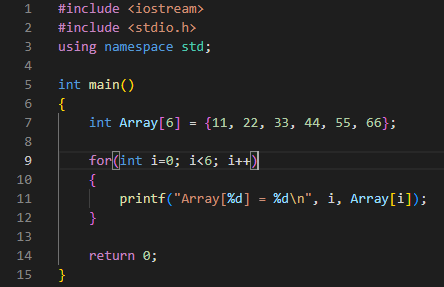 1 #include <iostream>
2 #include <stdio.h>
3 using namespace std;
4
5 int main()
6 {
7     int Array[6] = {11, 22, 33, 44, 55, 66};
8
9     for(int i=0; i<6; i++)
10     {
11         printf("Array[%d] = %d\n", i, Array[i]);
12     }
13
14     return 0;
15 }